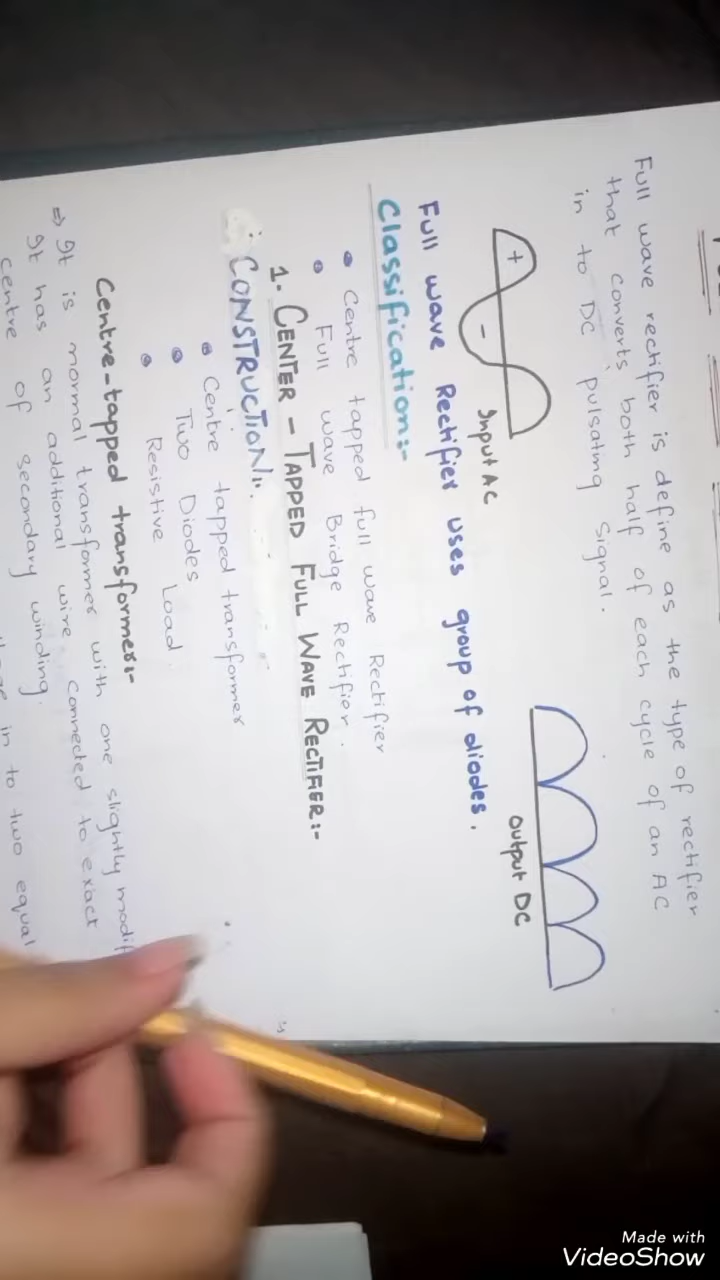 Full wave rectifier is define as the type of rectifier
that converts both half of each cycle of an AC
in to DC pulsating signal.
+
-
Input AC
Output DC
Full wave Rectifier uses group of diodes.
Classification:-
• Centre tapped full wave Rectifier
• Full wave Bridge Rectifier.
1. CENTER - TAPPED FULL WAVE RECTIFIER:-
CONSTRUCTION:
• Centre tapped transformer
• Two Diodes
• Resistive Load
Centre-tapped transformer:-
⇒ It is normal transformer with one slightly
It has an additional wire connected to exact
centre of secondary winding.
in to two equal
Made with
VideoShow